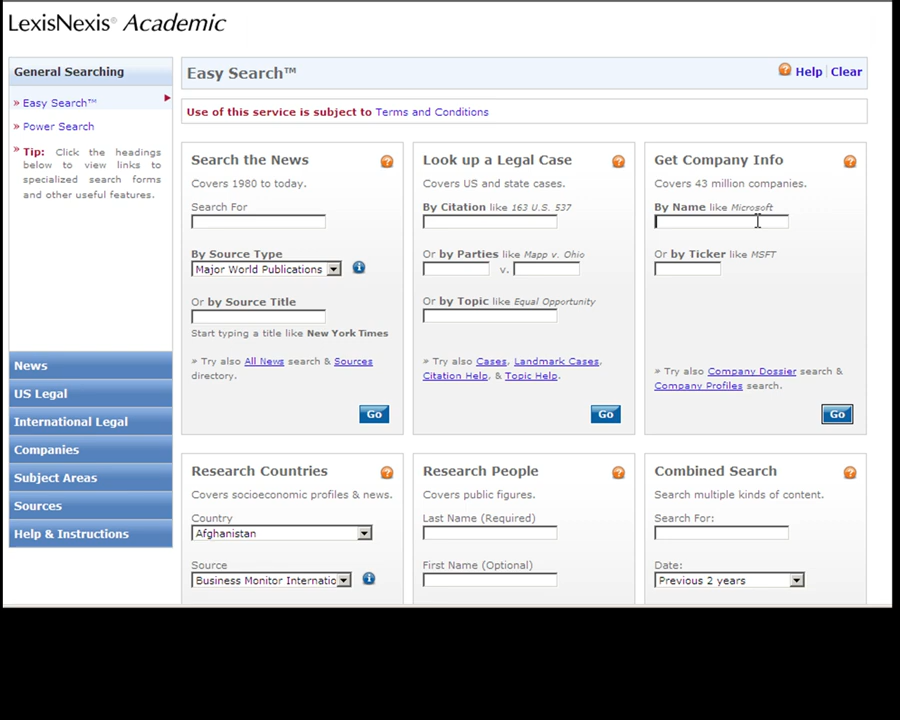 LexisNexis® Academic
General Searching
» Easy Search™
» Power Search
» Tip: Click the headings
below to view links to
specialized search forms
and other useful features.
News
US Legal
International Legal
Companies
Subject Areas
Sources
Help & Instructions
Easy Search™
? Help | Clear
Use of this service is subject to Terms and Conditions
Search the News ?
Covers 1980 to today.
Search For
By Source Type
Major World Publications i
Or by Source Title
Start typing a title like New York Times
» Try also All News search & Sources
directory.
Go
Look up a Legal Case ?
Covers US and state cases.
By Citation like 163 U.S. 537
Or by Parties like Mapp v. Ohio
v.
Or by Topic like Equal Opportunity
» Try also Cases, Landmark Cases,
Citation Help, & Topic Help.
Go
Get Company Info ?
Covers 43 million companies.
By Name like Microsoft
Or by Ticker like MSFT
» Try also Company Dossier search &
Company Profiles search.
Go
Research Countries ?
Covers socioeconomic profiles & news.
Country
Afghanistan
Source
Business Monitor Internatio i
Research People ?
Covers public figures.
Last Name (Required)
First Name (Optional)
Combined Search ?
Search multiple kinds of content.
Search For:
Date:
Previous 2 years